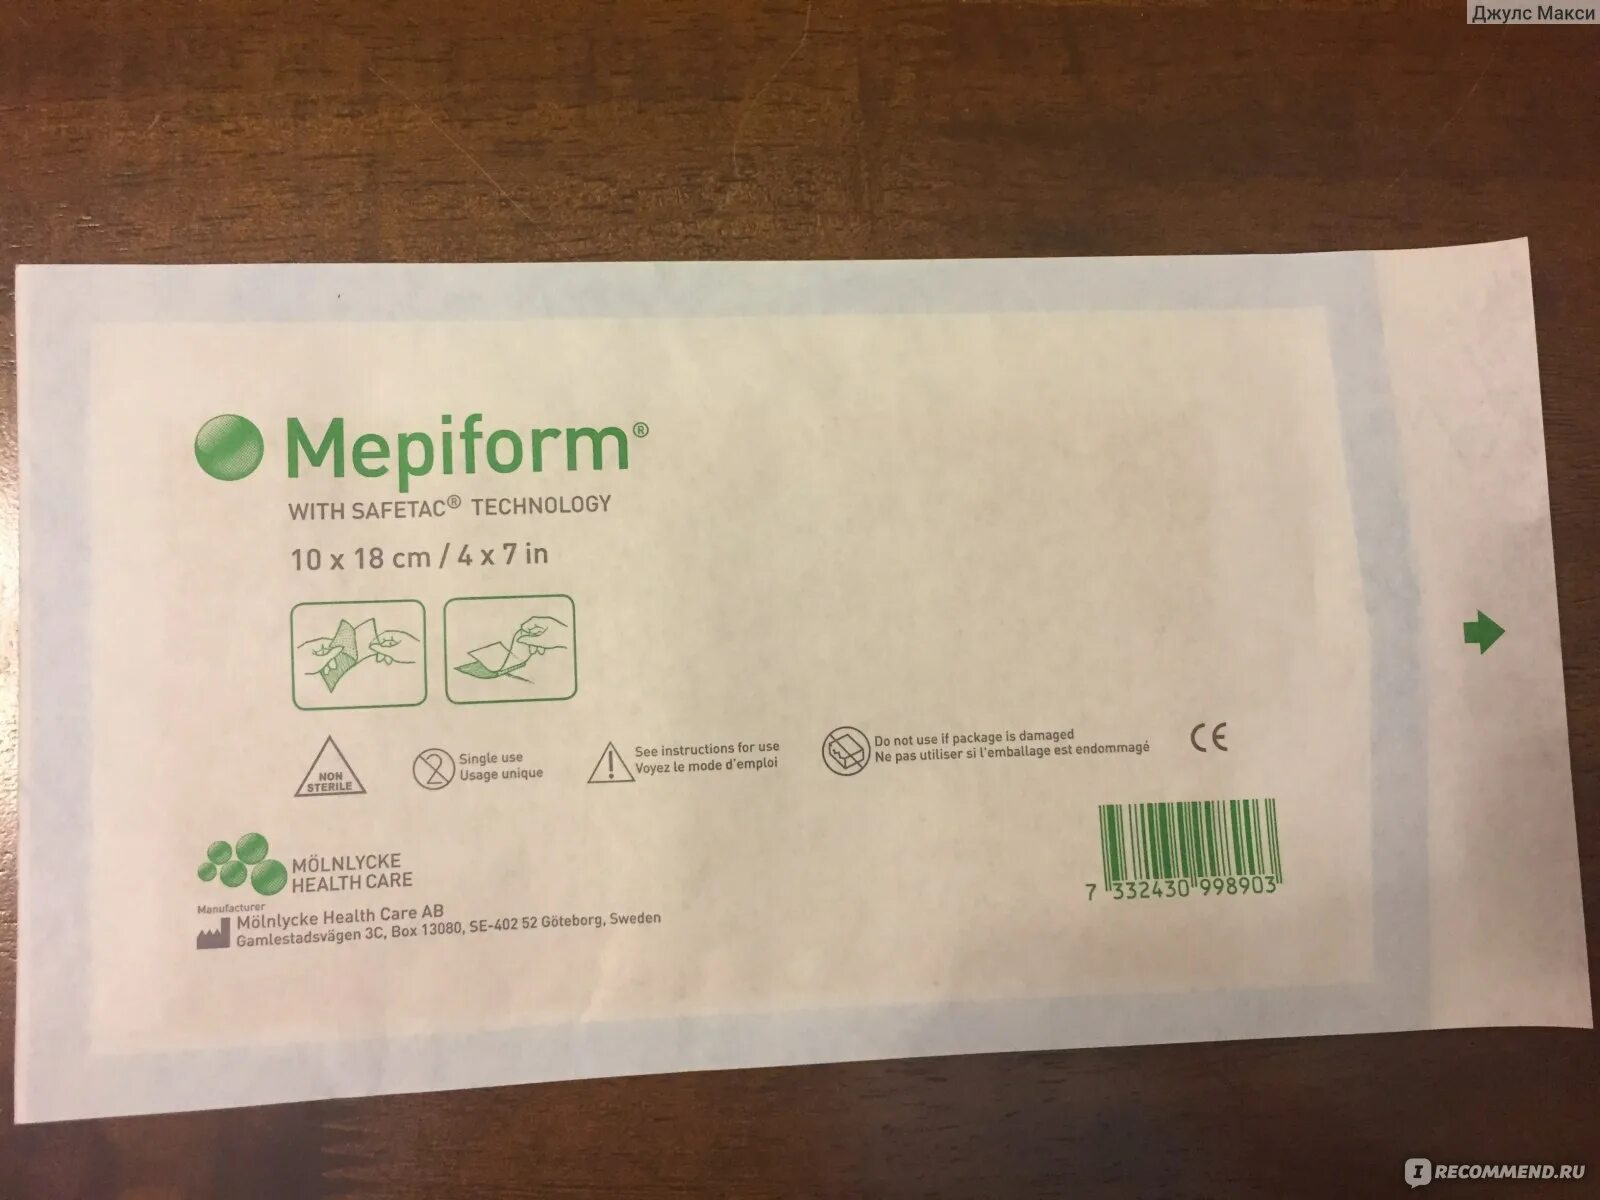 Джулс Макси
Mepiform®
WITH SAFETAC® TECHNOLOGY
10 x 18 cm / 4 x 7 in
NON
STERILE
2
Single use
Usage unique
!
See instructions for use
Voyez le mode d'emploi
Do not use if package is damaged
Ne pas utiliser si l'emballage est endommagé
CE
MÖLNLYCKE
HEALTH CARE
Manufacturer
Mölnlycke Health Care AB
Gamlestadsvägen 3C, Box 13080, SE-402 52 Göteborg, Sweden
7 332430 998903
IRECOMMEND.RU